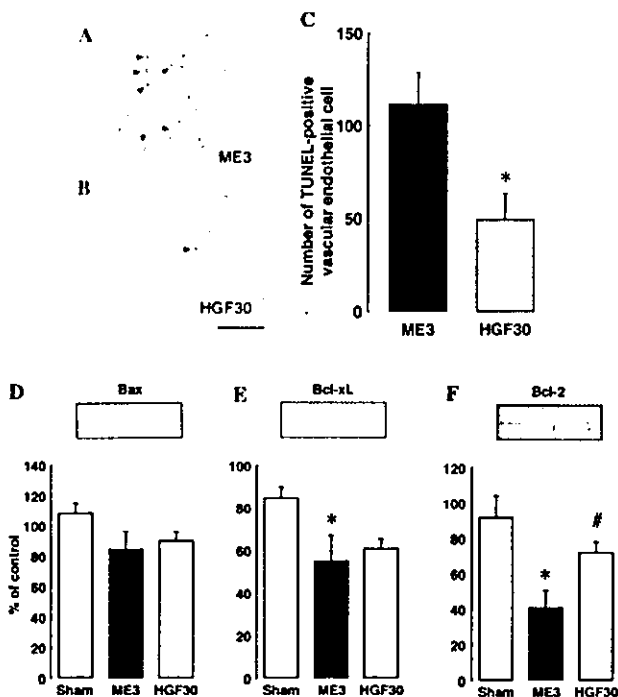 A
ME3
B
HGF30
C
Number of TUNEL-positive
vascular endothelial cell
150
100
50
0
*
ME3
HGF30
D
Bax
% of control
140
120
100
80
60
40
20
0
Sham
ME3
HGF30
E
Bcl-xL
100
80
60
40
20
0
*
Sham
ME3
HGF30
F
Bcl-2
120
100
80
60
40
20
0
*
#
Sham
ME3
HGF30